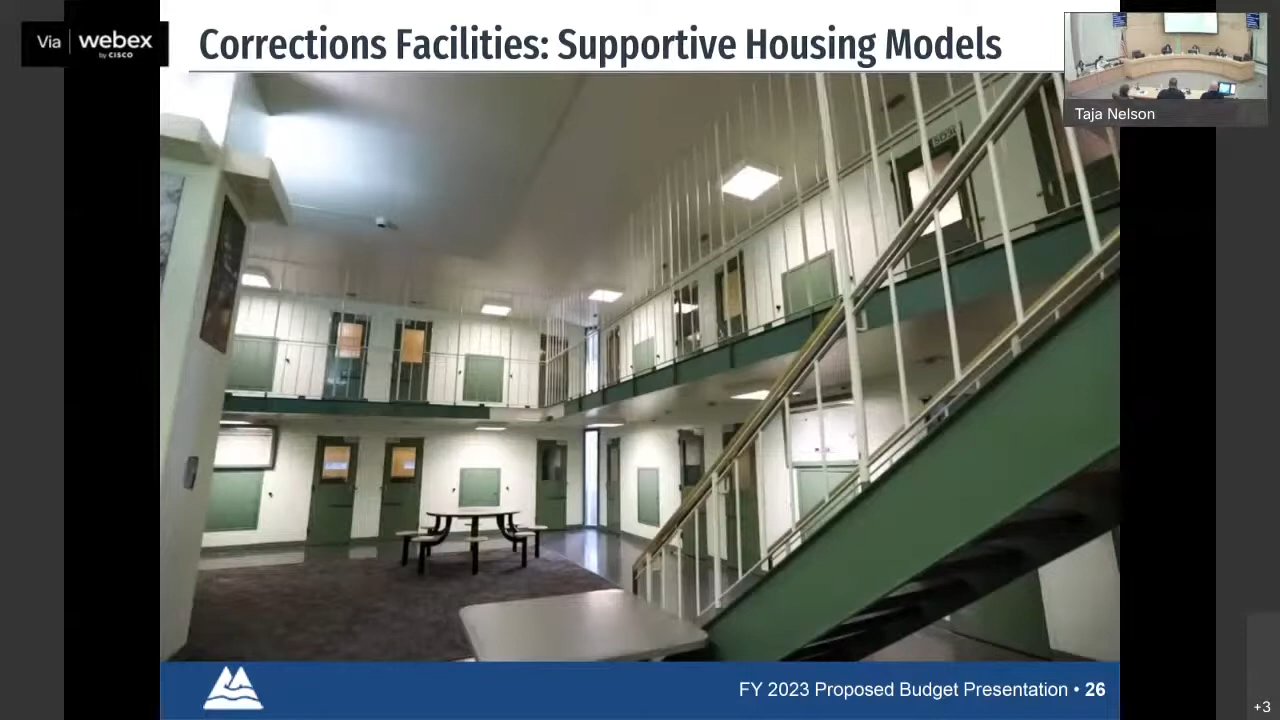 Via webex
by CISCO
Corrections Facilities: Supportive Housing Models
Taja Nelson
FY 2023 Proposed Budget Presentation • 26
+3